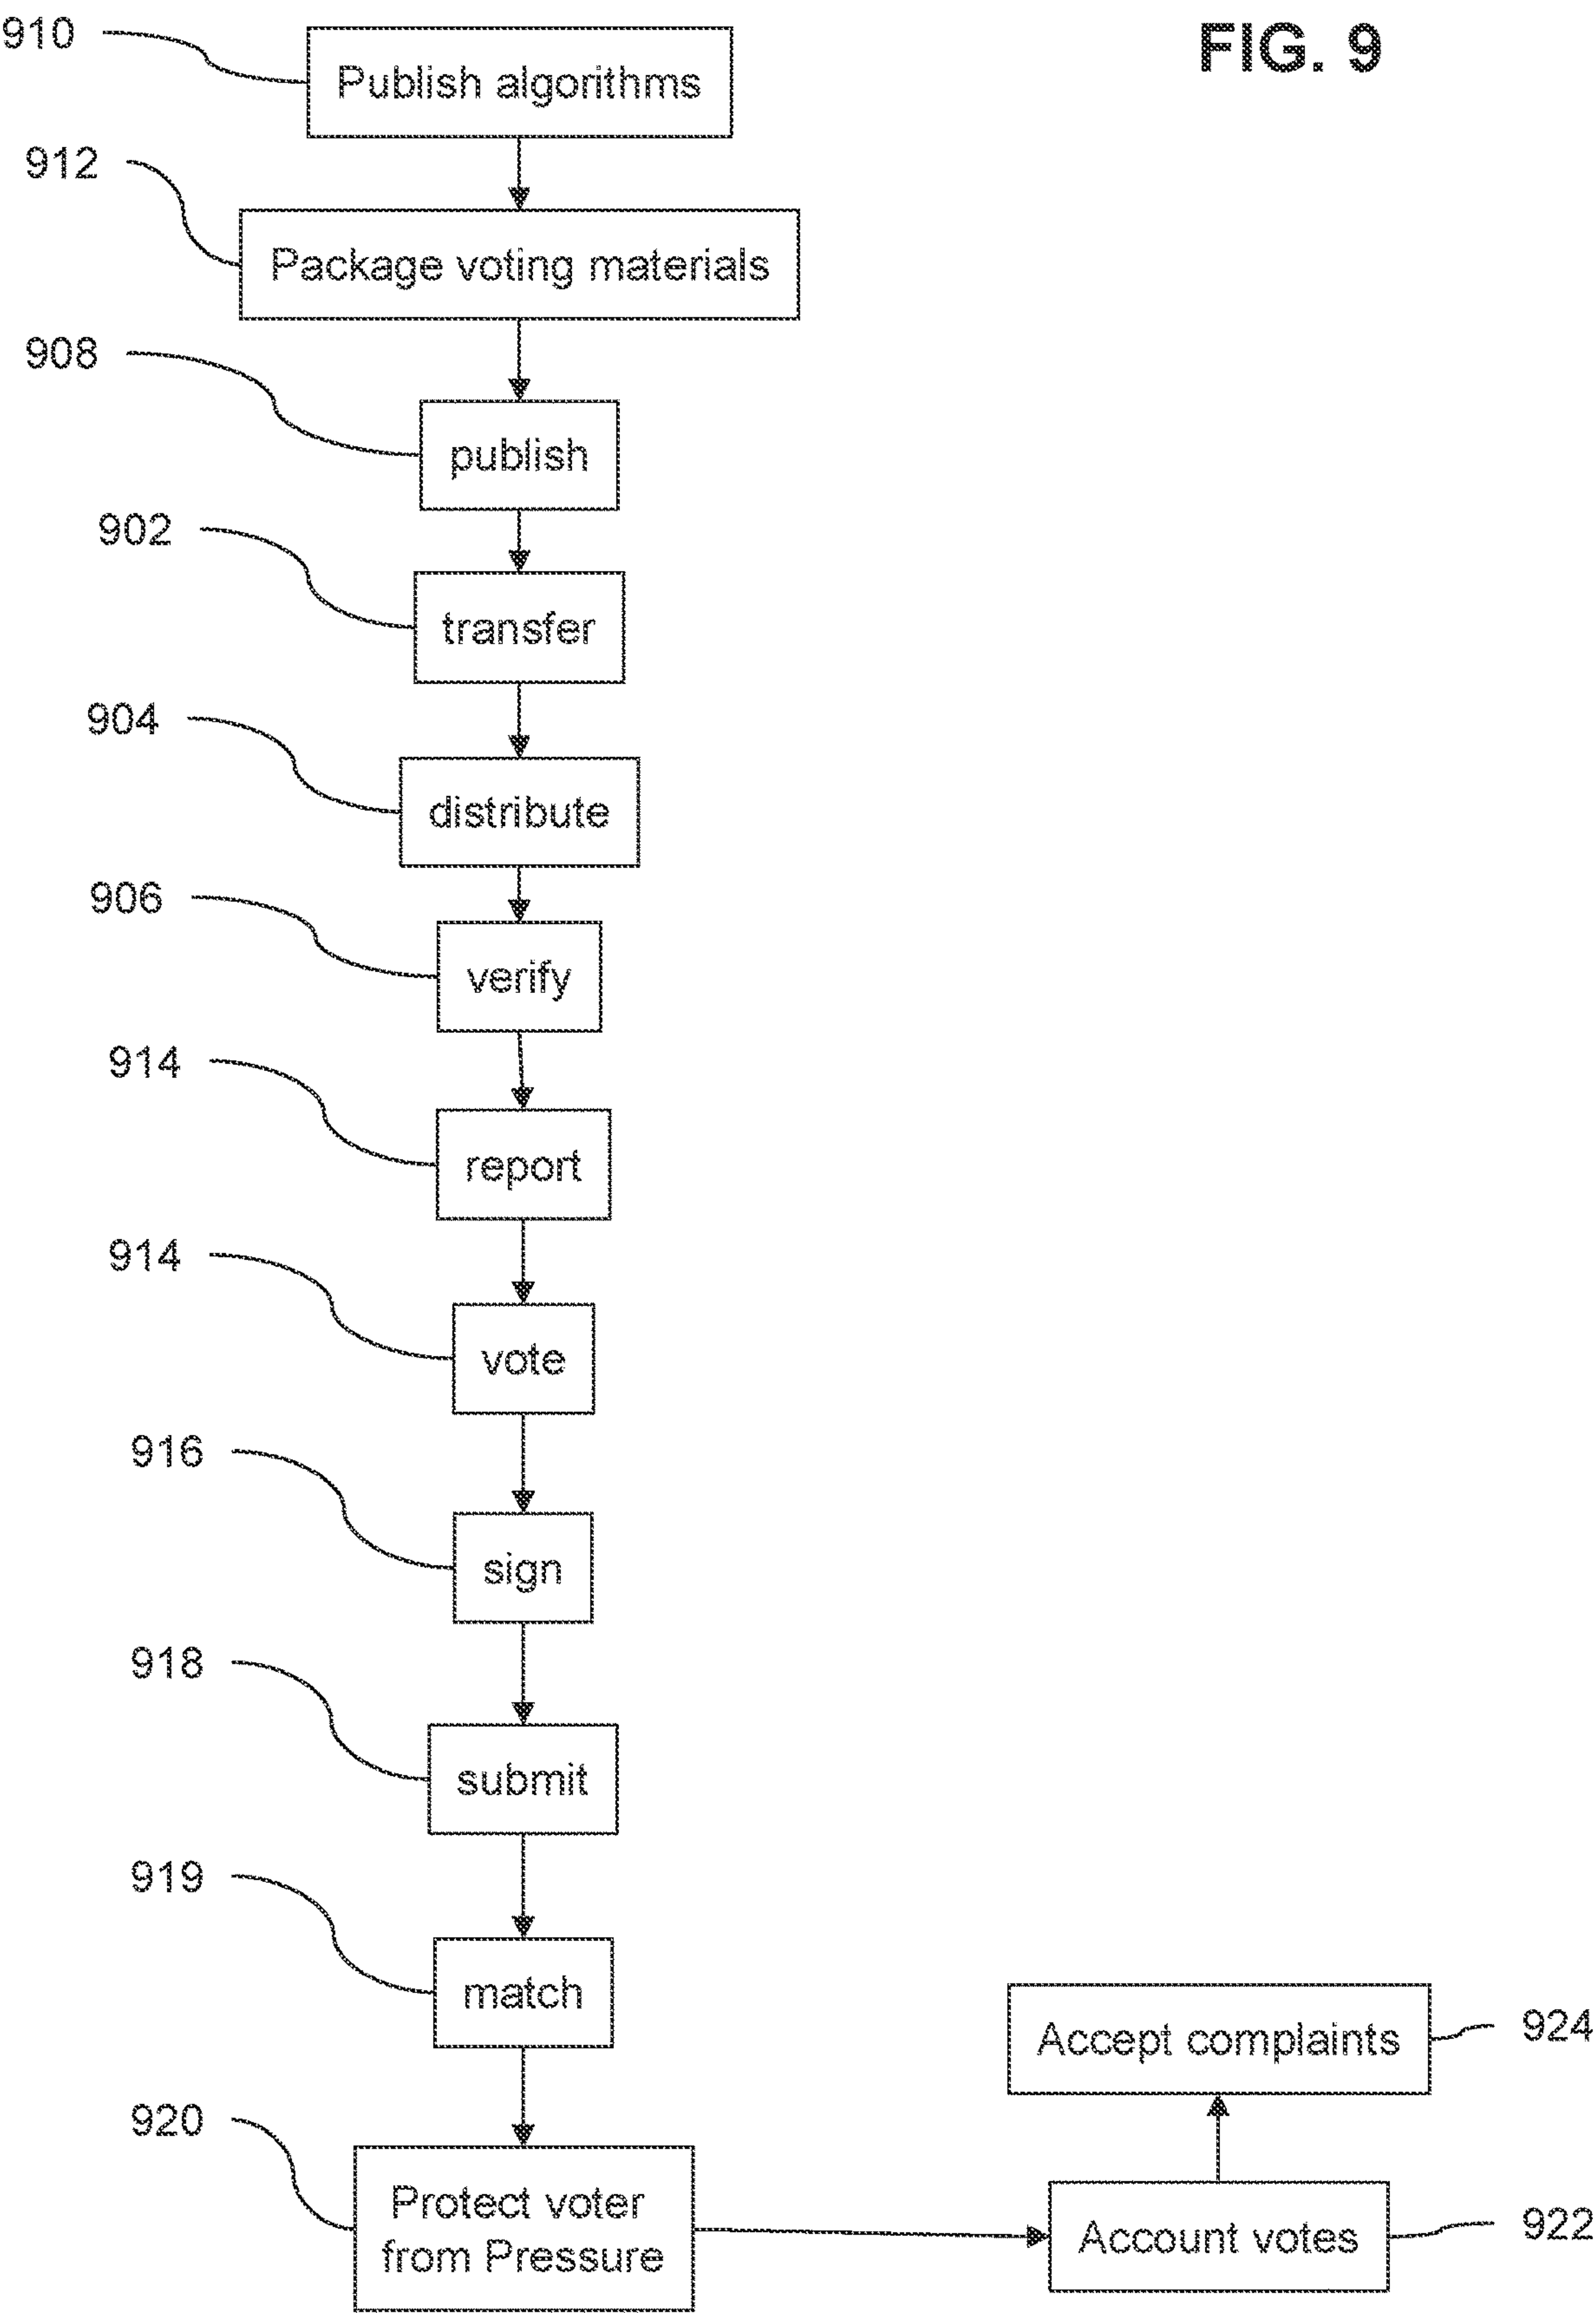 FIG. 9
910
Publish algorithms
912
Package voting materials
908
publish
902
transfer
904
distribute
906
verify
914
report
914
vote
916
sign
918
submit
919
match
920
Protect voter
from Pressure
Accept complaints
924
Account votes
922